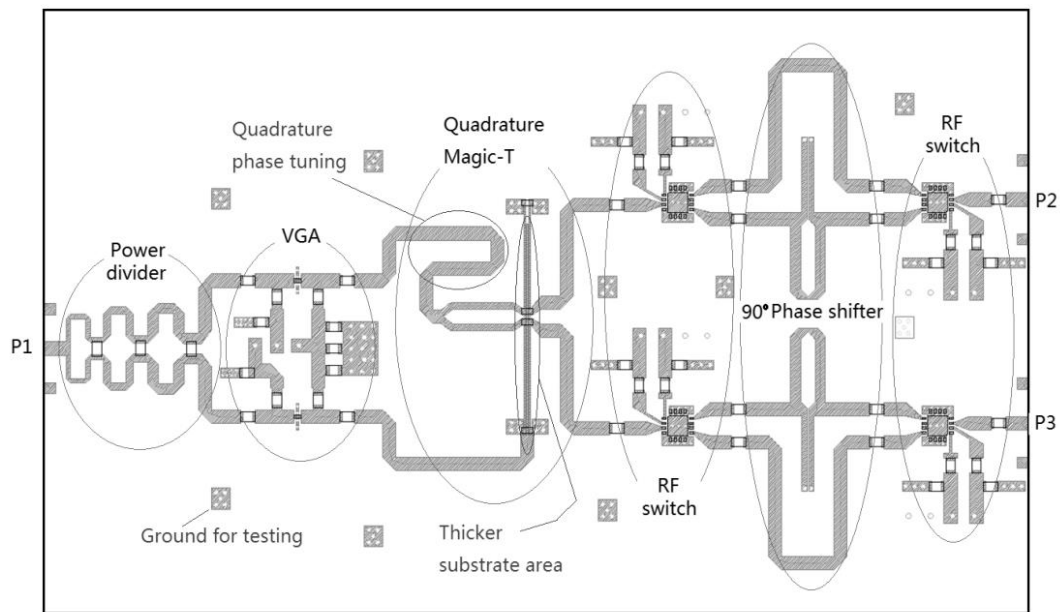 Quadrature
phase tuning
Quadrature
Magic-T
RF
switch
Power
divider
VGA
P2
90°Phase shifter
P1
P3
RF
switch
Ground for testing
Thicker
substrate area